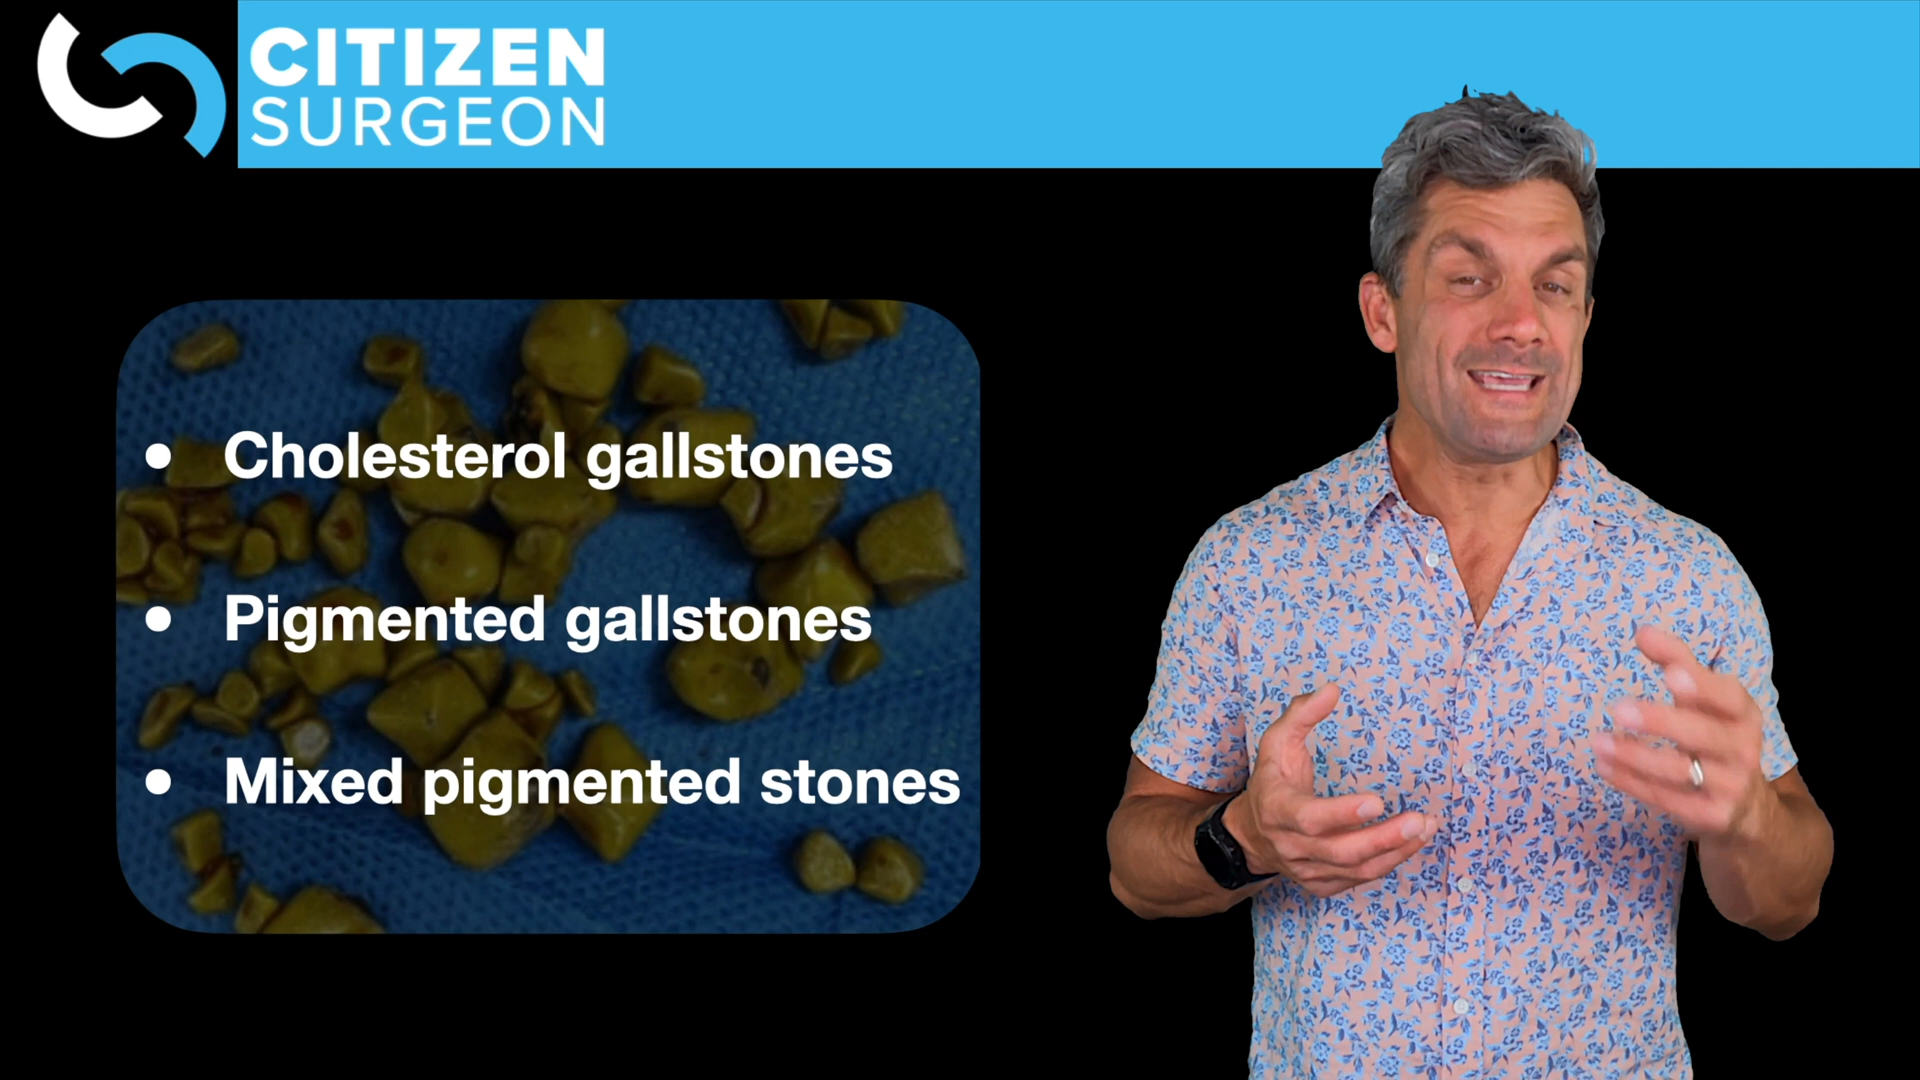 CITIZEN
SURGEON
• Cholesterol gallstones
• Pigmented gallstones
• Mixed pigmented stones